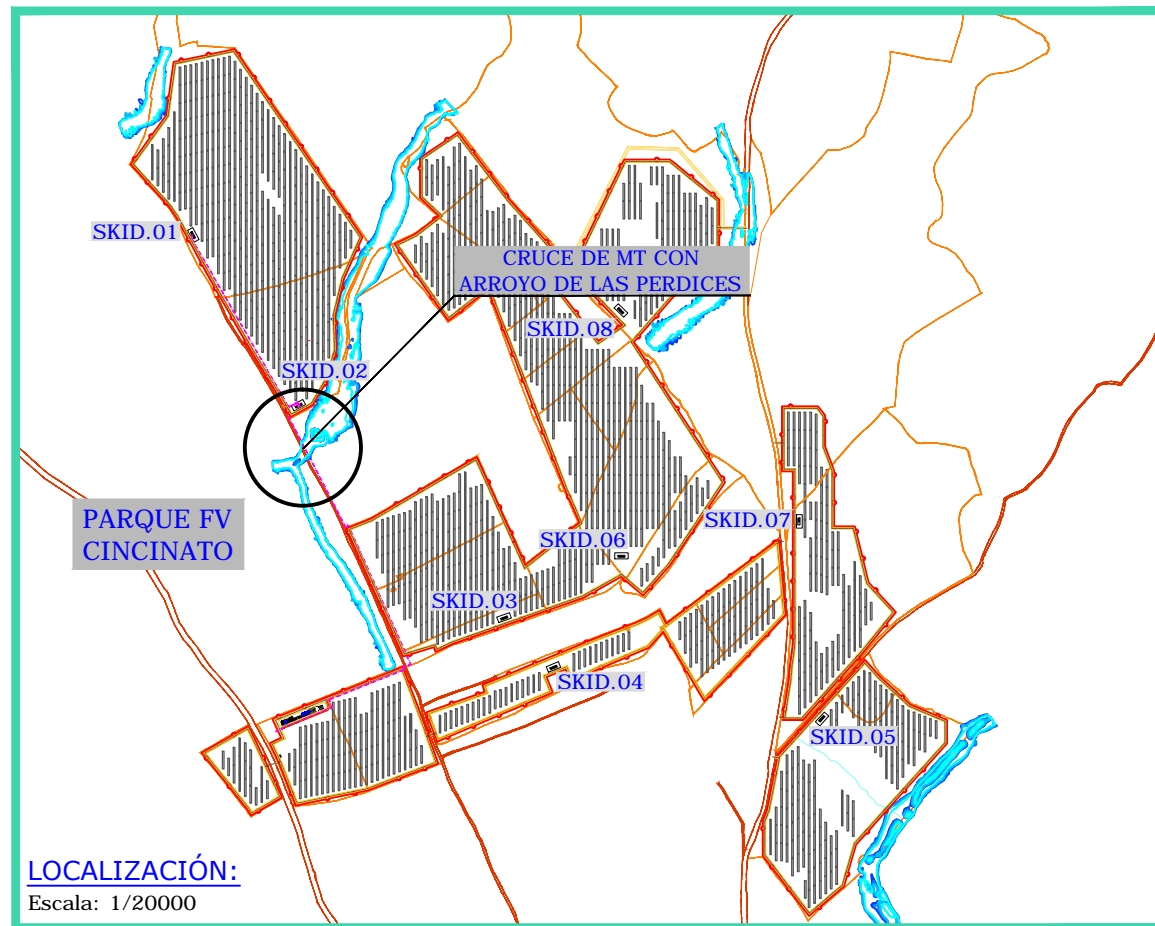 SKID.01
CRUCE DE MT CON
ARROYO DE LAS PERDICES
SKID.08
SKID.02
PARQUE FV
CINCINATO
SKID.07
SKID.06
SKID.03
SKID.04
SKID.05
LOCALIZACIÓN:
Escala: 1/20000